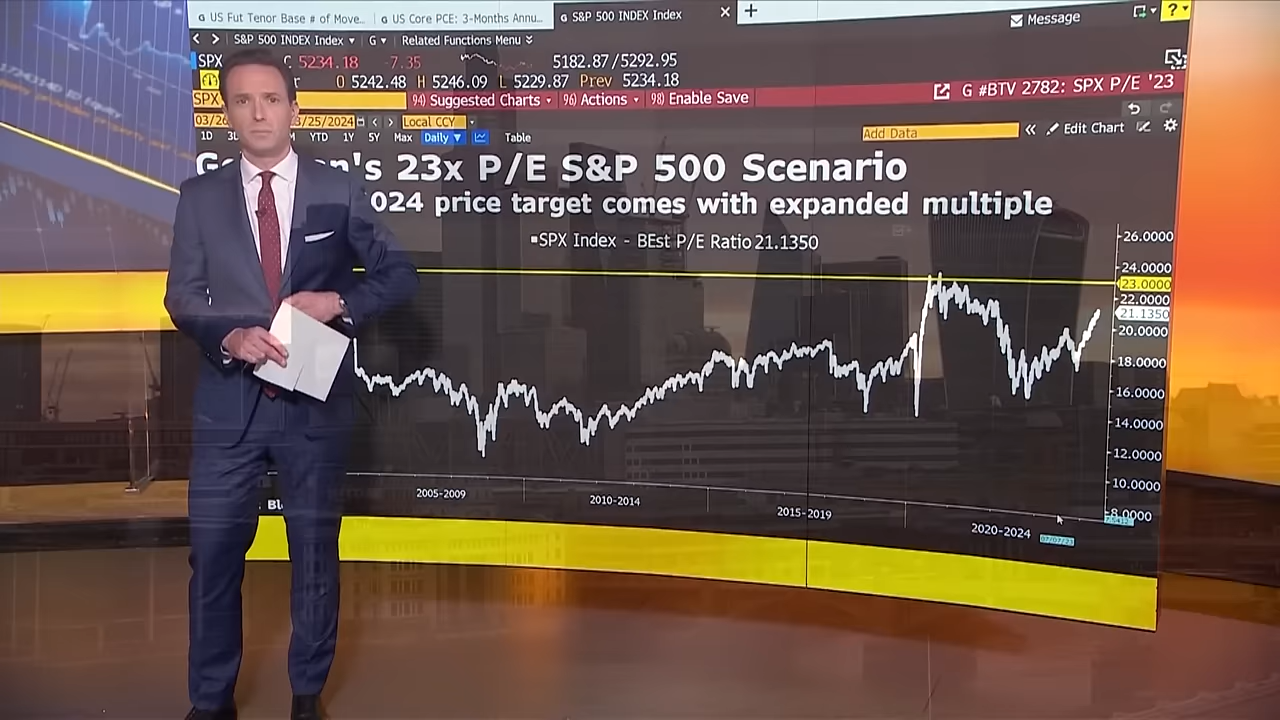 G US Fut Tenor Base # of Move... G US Core PCE: 3-Months Annu... G S&P 500 INDEX Index × +
Message ?
S&P 500 INDEX Index G Related Functions Menu
SPX C 5234.18 -7.35 5182.87/5292.95
O 5242.48 H 5246.09 L 5229.87 Prev 5234.18
SPX 94) Suggested Charts 96) Actions 98) Enable Save G #BTV 2782: SPX P/E '23
03/25/2024 Local CCY
1D YTD 1Y 5Y Max Daily Table Add Data « Edit Chart
's 23x P/E S&P 500 Scenario
024 price target comes with expanded multiple
SPX Index - BEst P/E Ratio 21.1350
26.0000
24.0000
23.0000
22.0000
21.1350
20.0000
18.0000
16.0000
14.0000
12.0000
10.0000
8.0000
2005-2009 2010-2014 2015-2019 2020-2024